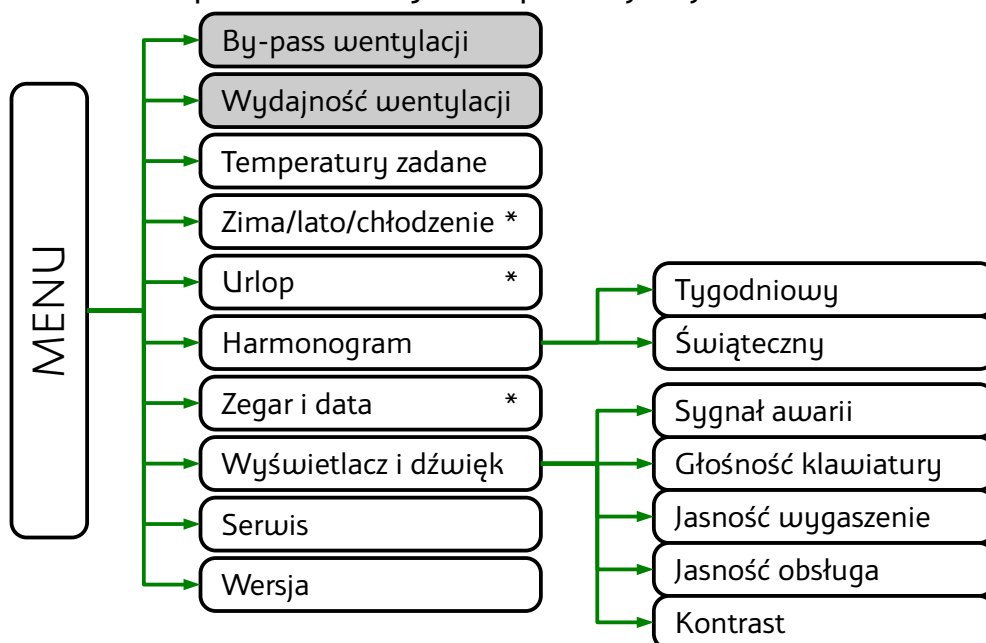 By-pass wentylacji
Wydajność wentylacji
Temperatury zadane
Zima/lato/chłodzenie *
Urlop *
Harmonogram
Zegar i data *
Wyświetlacz i dźwięk
Serwis
Wersja
MENU
Tygodniowy
Świąteczny
Sygnał awarii
Głośność klawiatury
Jasność wygaszenie
Jasność obsługa
Kontrast